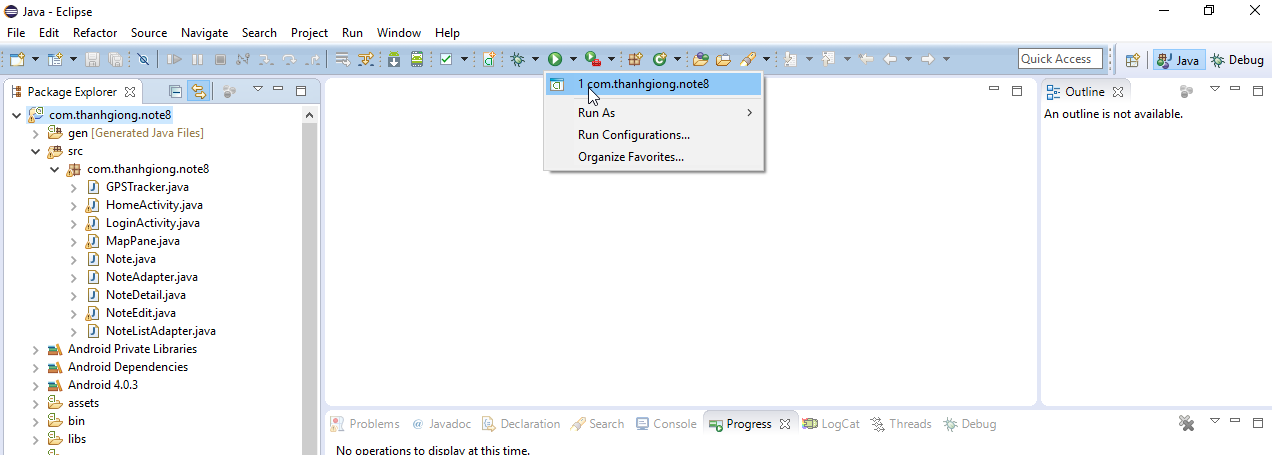 Java - Eclipse
File Edit Refactor Source Navigate Search Project Run Window Help
Quick Access Java Debug
Package Explorer
1 com.thanhgiong.note8
Run As
Run Configurations...
Organize Favorites...
Outline
An outline is not available.
com.thanhgiong.note8
gen [Generated Java Files]
src
com.thanhgiong.note8
GPSTracker.java
HomeActivity.java
LoginActivity.java
MapPane.java
Note.java
NoteAdapter.java
NoteDetail.java
NoteEdit.java
NoteListAdapter.java
Android Private Libraries
Android Dependencies
Android 4.0.3
assets
bin
libs
Problems @ Javadoc Declaration Search Console Progress LogCat Threads Debug
No operations to display at this time.